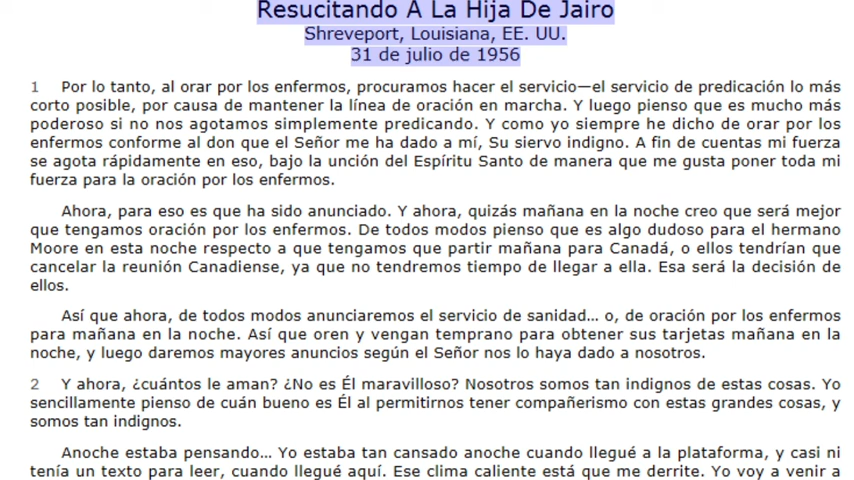 Resucitando A La Hija De Jairo
Shreveport, Louisiana, EE. UU.
31 de julio de 1956
1 Por lo tanto, al orar por los enfermos, procuramos hacer el servicio—el servicio de predicación lo más
corto posible, por causa de mantener la línea de oración en marcha. Y luego pienso que es mucho más
poderoso si no nos agotamos simplemente predicando. Y como yo siempre he dicho de orar por los
enfermos conforme al don que el Señor me ha dado a mí, Su siervo indigno. A fin de cuentas mi fuerza
se agota rápidamente en eso, bajo la unción del Espíritu Santo de manera que me gusta poner toda mi
fuerza para la oración por los enfermos.
Ahora, para eso es que ha sido anunciado. Y ahora, quizás mañana en la noche creo que será mejor
que tengamos oración por los enfermos. De todos modos pienso que es algo dudoso para el hermano
Moore en esta noche respecto a que tengamos que partir mañana para Canadá, o ellos tendrían que
cancelar la reunión Canadiense, ya que no tendremos tiempo de llegar a ella. Esa será la decisión de
ellos.
Así que ahora, de todos modos anunciaremos el servicio de sanidad... o, de oración por los enfermos
para mañana en la noche. Así que oren y vengan temprano para obtener sus tarjetas mañana en la
noche, y luego daremos mayores anuncios según el Señor nos lo haya dado a nosotros.
2 Y ahora, ¿cuántos le aman? ¿No es Él maravilloso? Nosotros somos tan indignos de estas cosas. Yo
sencillamente pienso de cuán bueno es Él al permitirnos tener compañerismo con estas grandes cosas, y
somos tan indignos.
Anoche estaba pensando... Yo estaba tan cansado anoche cuando llegué a la plataforma, y casi ni
tenía un texto para leer, cuando llegué aquí. Ese clima caliente está que me derrite. Yo voy a venir a